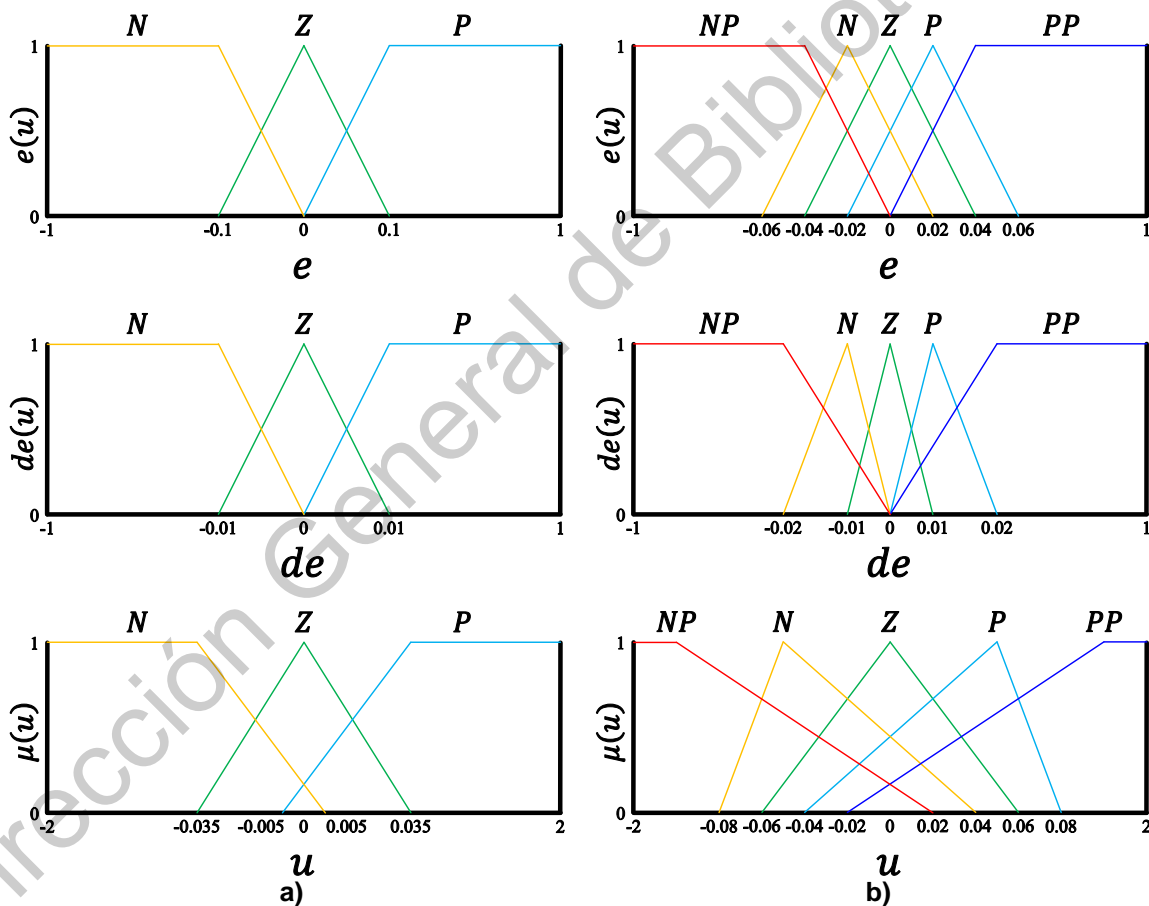 N Z P
e(u)
1
0
-1 -0.1 0 0.1 1
e
NP N Z P PP
e(u)
1
0
-1 -0.06 -0.04 -0.02 0 0.02 0.04 0.06 1
e
N Z P
de(u)
1
0
-1 -0.01 0 0.01 1
de
NP N Z P PP
de(u)
1
0
-1 -0.02 -0.01 0 0.01 0.02 1
de
N Z P
μ(u)
1
0
-2 -0.035 -0.005 0 0.005 0.035 2
u
a)
NP N Z P PP
μ(u)
1
0
-2 -0.08 -0.06 -0.04 -0.02 0 0.02 0.04 0.06 0.08 2
u
b)
irección General de Bibliot